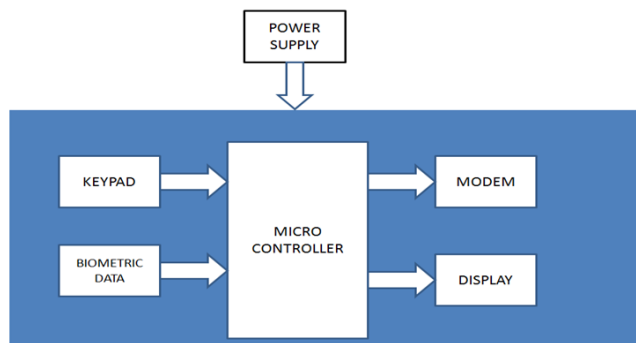 POWER
SUPPLY
KEYPAD
MICRO
CONTROLLER
MODEM
BIOMETRIC
DATA
DISPLAY